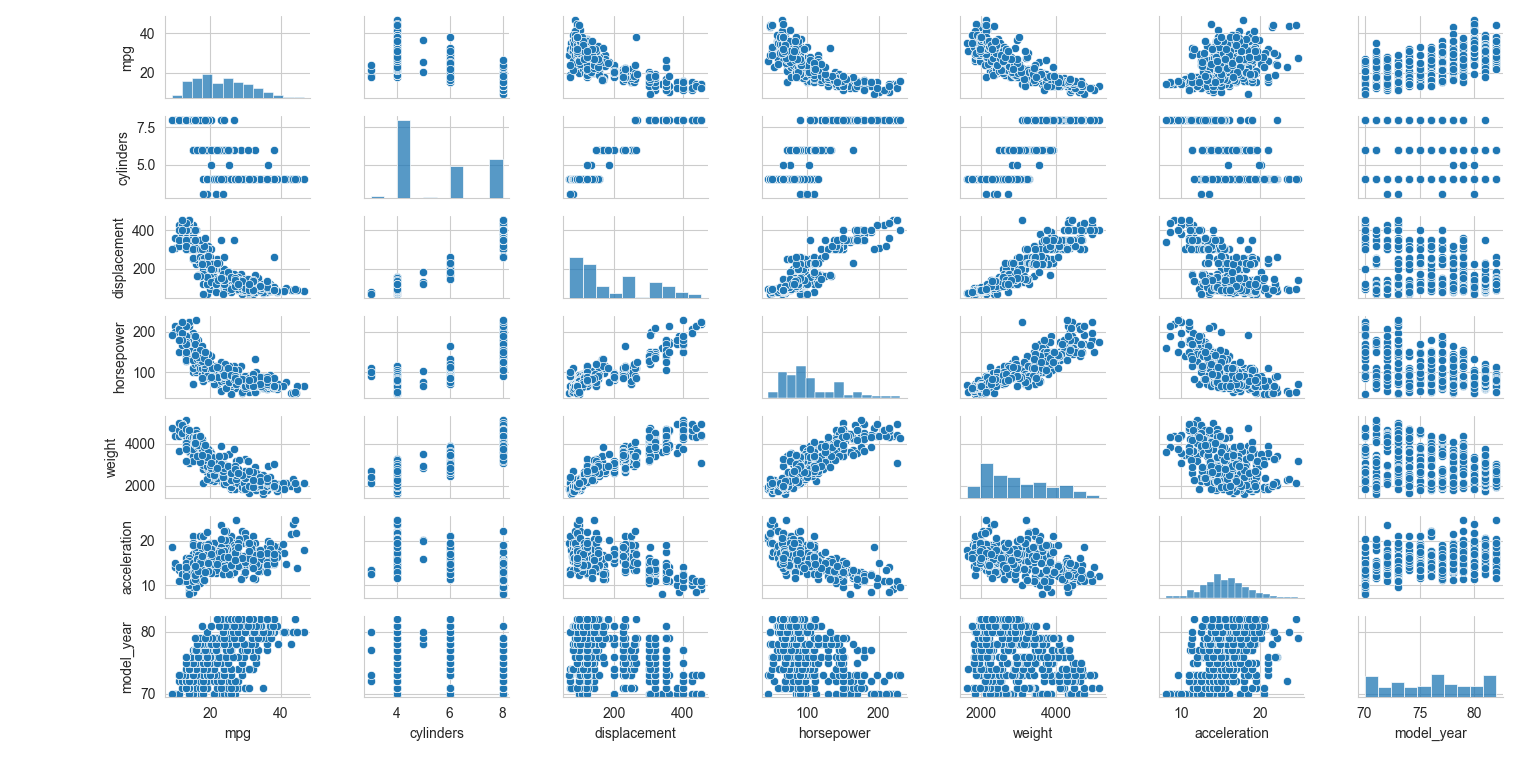 mpg
40
20
cylinders
7.5
5.0
displacement
400
200
horsepower
200
100
weight
4000
2000
acceleration
20
10
model_year
80
70
20 40 4 6 8 200 400 100 200 2000 4000 10 20 70 75 80
mpg cylinders displacement horsepower weight acceleration model_year